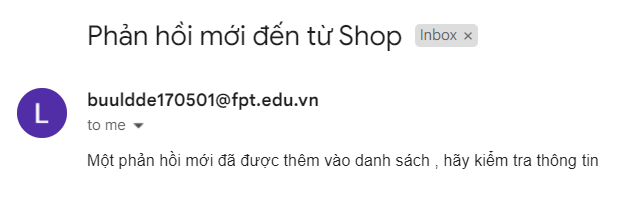 Phản hồi mới đến từ Shop Inbox ×
L
buuldde170501@fpt.edu.vn
to me
Một phản hồi mới đã được thêm vào danh sách , hãy kiểm tra thông tin